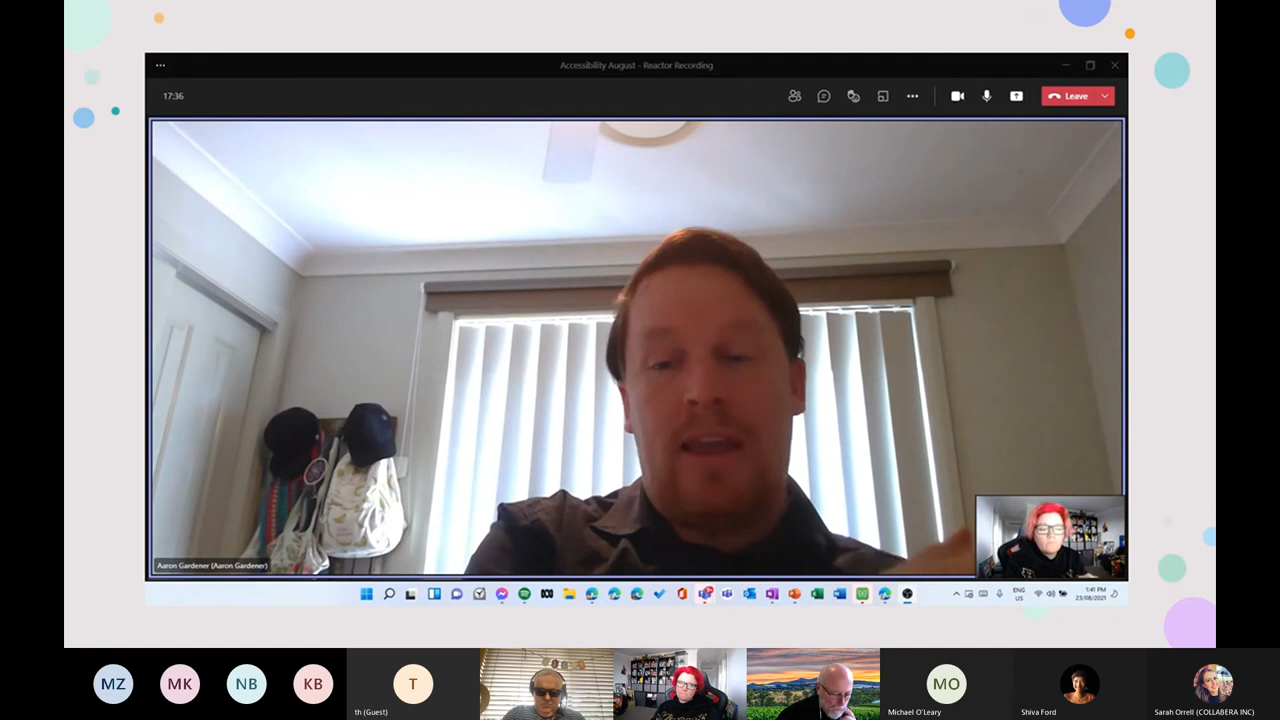 Accessibility August - Reactor Recording
17:36
Leave
Aaron Gardener (Aaron Gardener)
ENG
US
1:41 PM
23/08/2021
MZ
MK
NB
KB
T
MO
th (Guest)
Michael O'Leary
Shiva Ford
Sarah Orrell (COLLABERA INC)